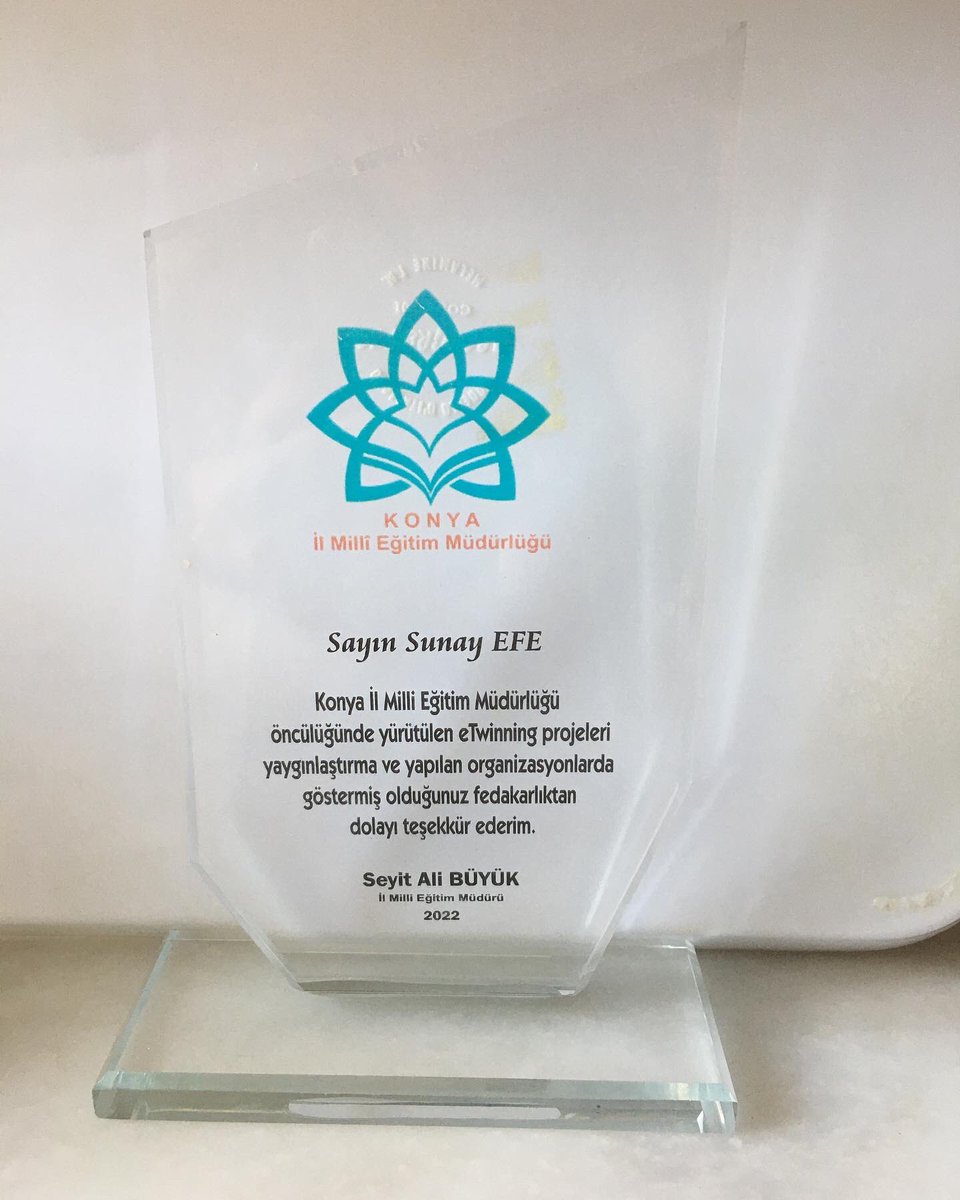 KONYA
İl Millî Eğitim Müdürlüğü
Sayın Sunay EFE
Konya İl Milli Eğitim Müdürlüğü
öncülüğünde yürütülen eTwinning projeleri
yaygınlaştırma ve yapılan organizasyonlarda
göstermiş olduğunuz fedakarlıktan
dolayı teşekkür ederim.
Seyit Ali BÜYÜK
İl Milli Eğitim Müdürü
2022